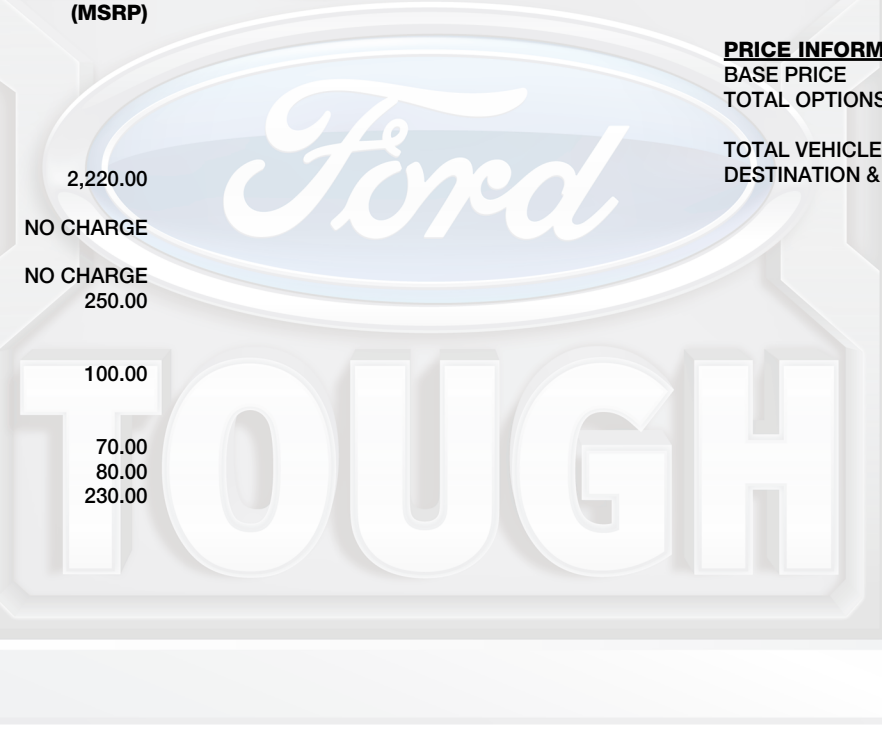 (MSRP)
2,220.00
NO CHARGE
NO CHARGE
250.00
100.00
70.00
80.00
230.00
PRICE INFORM
BASE PRICE
TOTAL OPTIONS
TOTAL VEHICLE
DESTINATION &
Ford
TOUGH